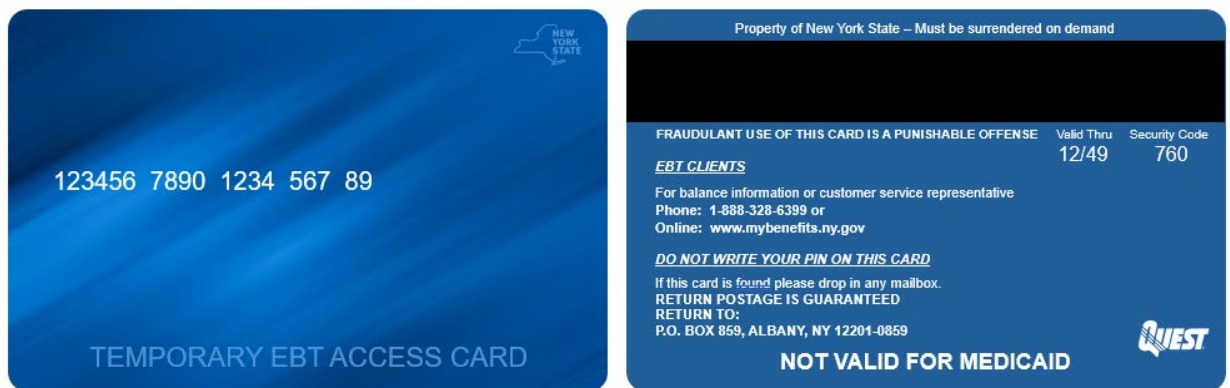 NEW
YORK
STATE
123456 7890 1234 567 89
TEMPORARY EBT ACCESS CARD
Property of New York State – Must be surrendered on demand
FRAUDULANT USE OF THIS CARD IS A PUNISHABLE OFFENSE
Valid Thru
12/49
Security Code
760
EBT CLIENTS
For balance information or customer service representative
Phone: 1-888-328-6399 or
Online: www.mybenefits.ny.gov
DO NOT WRITE YOUR PIN ON THIS CARD
If this card is found please drop in any mailbox.
RETURN POSTAGE IS GUARANTEED
RETURN TO:
P.O. BOX 859, ALBANY, NY 12201-0859
QUEST
NOT VALID FOR MEDICAID